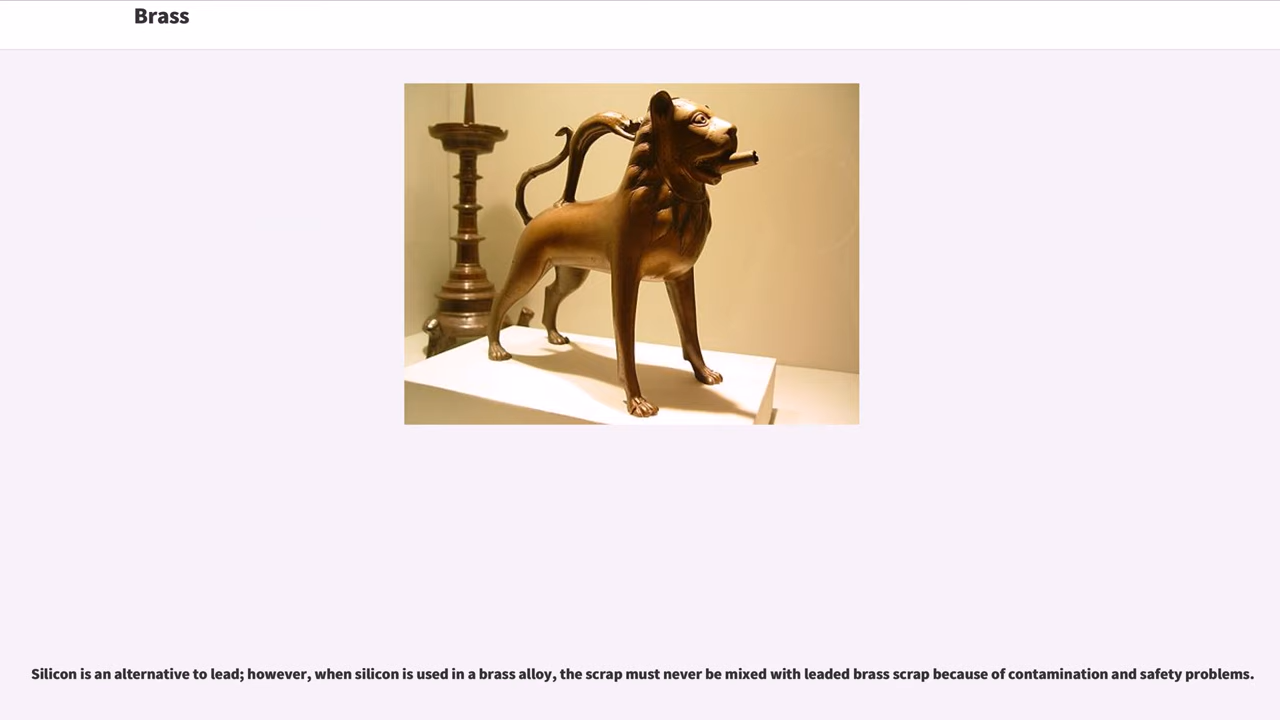 Brass
Silicon is an alternative to lead; however, when silicon is used in a brass alloy, the scrap must never be mixed with leaded brass scrap because of contamination and safety problems.